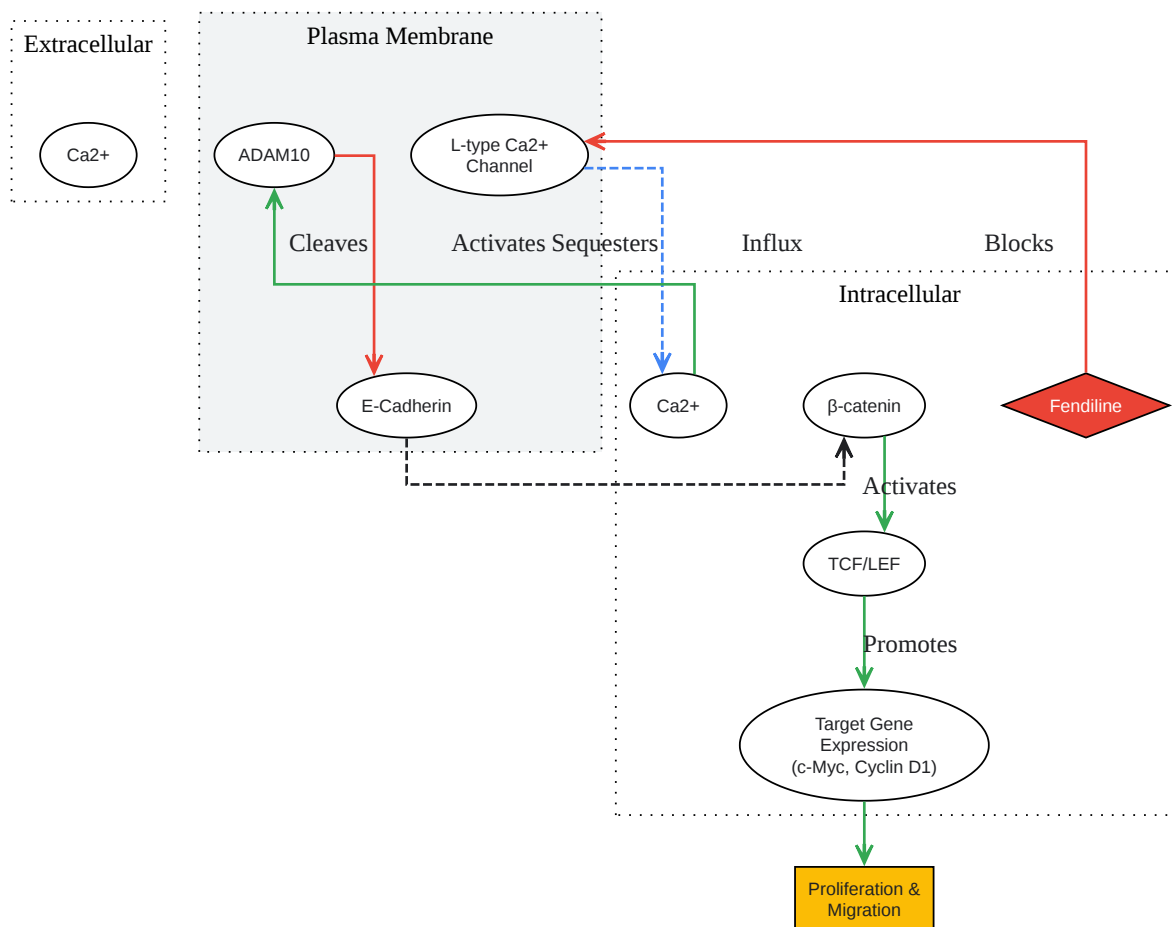 Extracellular
Plasma Membrane
Ca2+
ADAM10
L-type Ca2+
Channel
Cleaves
Activates
Sequesters
Influx
Blocks
Intracellular
E-Cadherin
Ca2+
β-catenin
Fendiline
Activates
TCF/LEF
Promotes
Target Gene
Expression
(c-Myc, Cyclin D1)
Proliferation &
Migration